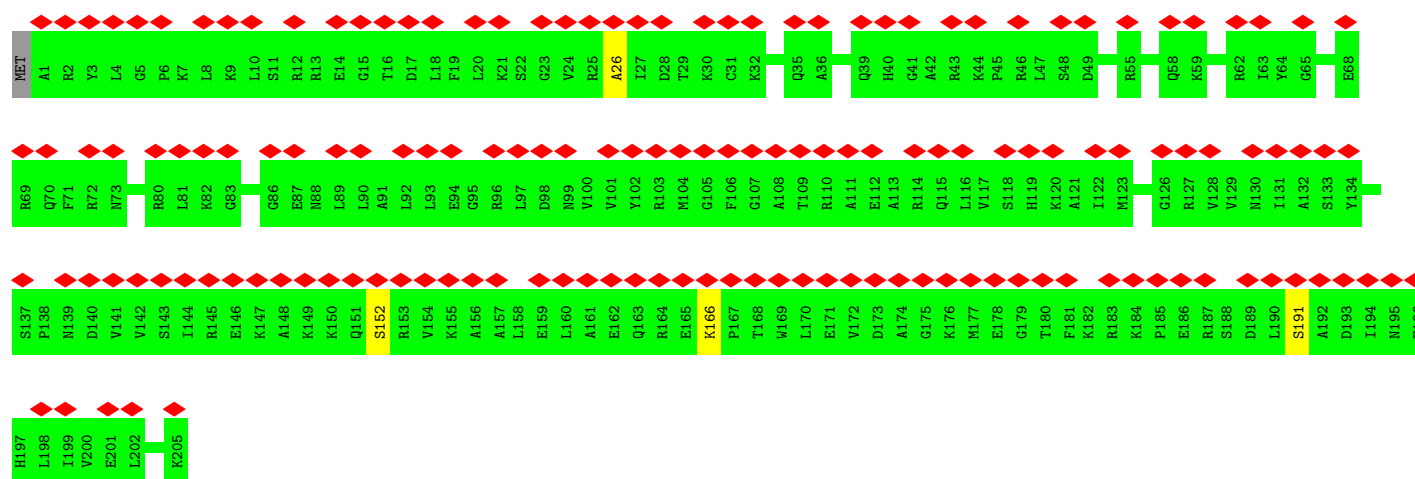 MET A1 R2 Y3 L4 G5 P6 K7 L8 K9 L10 S11 R12 R13 E14 G15 T16 D17 L18 F19 L20 K21 S22 G23 V24 R25 A26 I27 D28 T29 K30 C31 K32 Q35 A36 Q39 H40 G41 A42 R43 K44 P45 R46 L47 S48 D49 R55 Q58 K59 R62 I63 Y64 G65 E68
R69 Q70 F71 R72 N73 R80 L81 K82 G83 G86 E87 N88 L89 L90 A91 L92 L93 E94 G95 R96 L97 D98 N99 V100 V101 Y102 R103 M104 G105 F106 G107 A108 T109 R110 A111 E112 A113 R114 Q115 L116 V117 S118 H119 K120 A121 I122 M123 G126 R127 V128 V129 N130 I131 A132 S133 Y134
S137 P138 N139 D140 V141 V142 S143 I144 R145 E146 K147 A148 K149 K150 Q151 S152 R153 V154 K155 A156 A157 L158 E159 L160 A161 E162 Q163 R164 E165 K166 P167 T168 W169 L170 E171 V172 D173 A174 G175 K176 M177 E178 G179 T180 F181 K182 R183 K184 P185 E186 R187 S188 D189 L190 S191 A192 D193 I194 N195
H197 L198 I199 V200 E201 L202 K205